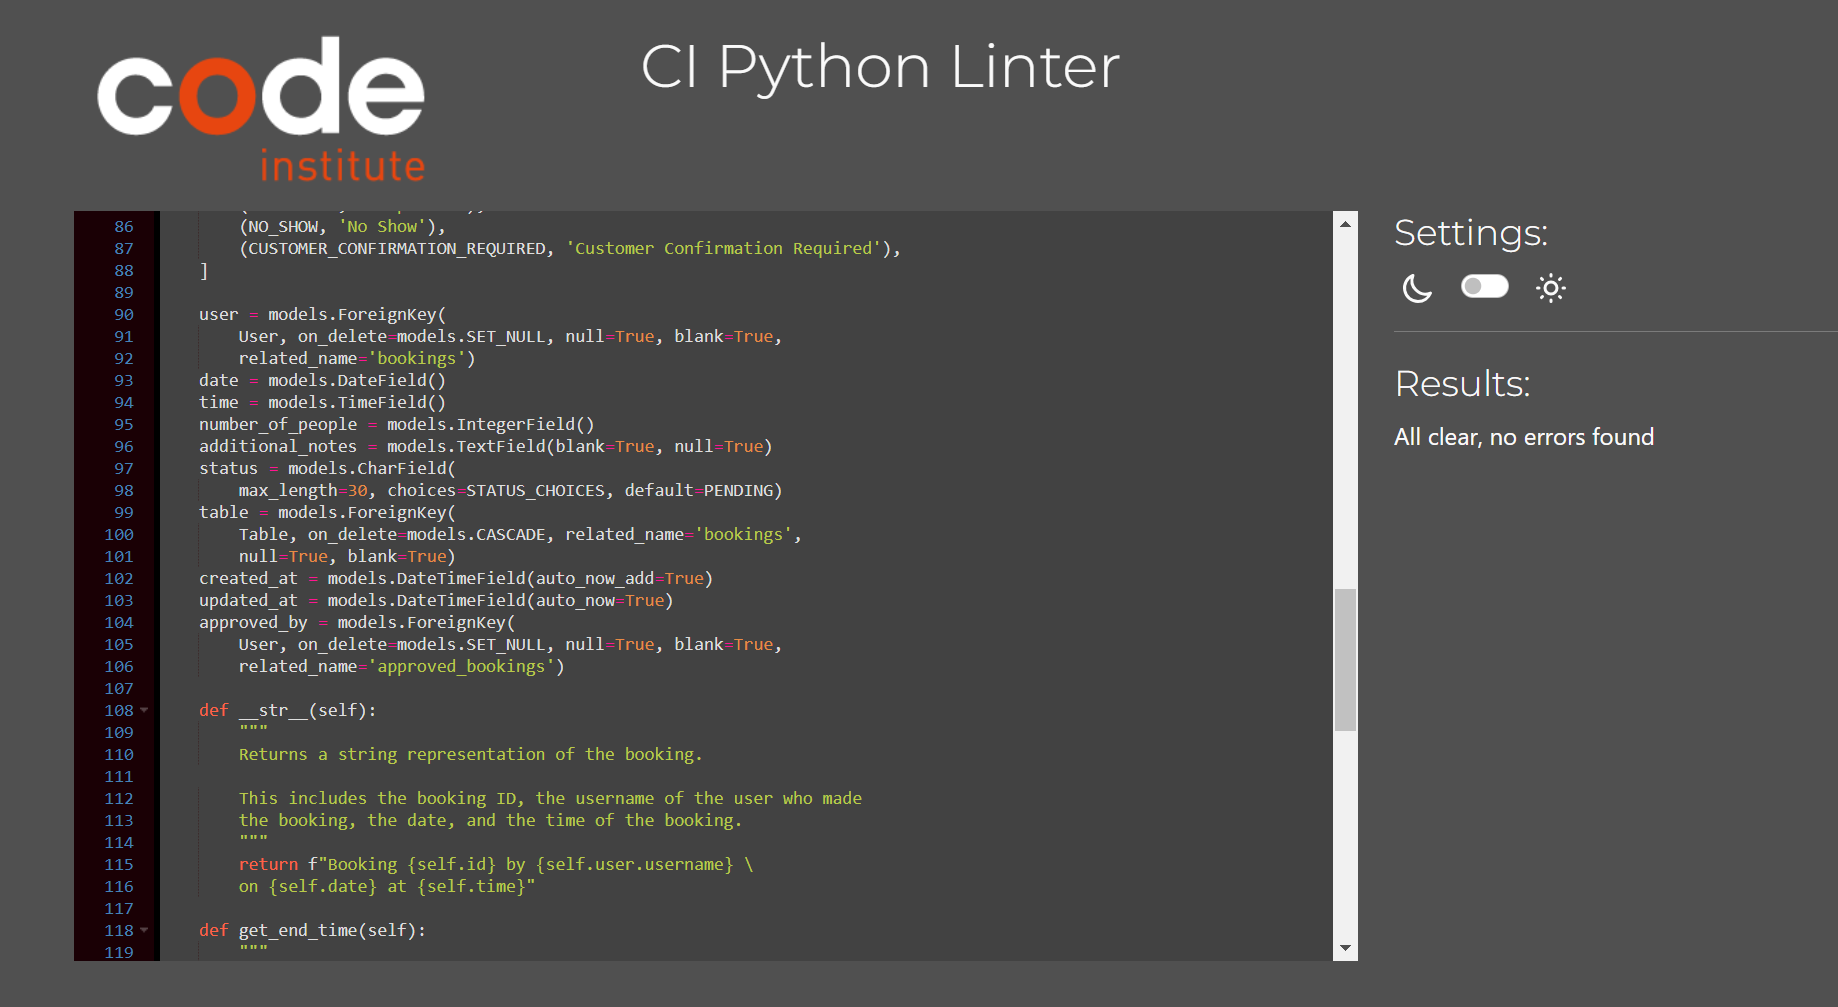 code
institute
CI Python Linter
86 (NO_SHOW, 'No Show'),
87 (CUSTOMER_CONFIRMATION_REQUIRED, 'Customer Confirmation Required'),
88 ]
89
90 user = models.ForeignKey(
91 User, on_delete=models.SET_NULL, null=True, blank=True,
92 related_name='bookings')
93 date = models.DateField()
94 time = models.TimeField()
95 number_of_people = models.IntegerField()
96 additional_notes = models.TextField(blank=True, null=True)
97 status = models.CharField(
98 max_length=30, choices=STATUS_CHOICES, default=PENDING)
99 table = models.ForeignKey(
100 Table, on_delete=models.CASCADE, related_name='bookings',
101 null=True, blank=True)
102 created_at = models.DateTimeField(auto_now_add=True)
103 updated_at = models.DateTimeField(auto_now=True)
104 approved_by = models.ForeignKey(
105 User, on_delete=models.SET_NULL, null=True, blank=True,
106 related_name='approved_bookings')
107
108 def __str__(self):
109 """
110 Returns a string representation of the booking.
111
112 This includes the booking ID, the username of the user who made
113 the booking, the date, and the time of the booking.
114 """
115 return f"Booking {self.id} by {self.user.username} \
116 on {self.date} at {self.time}"
117
118 def get_end_time(self):
119 """
Settings:
Results:
All clear, no errors found